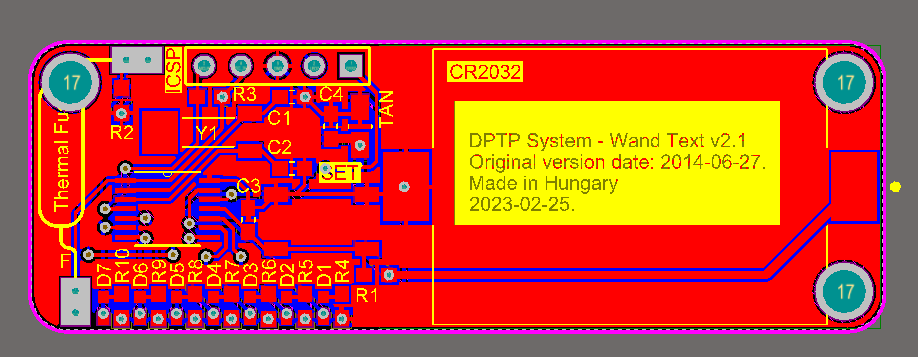 17
ICSP
R3
C4
TAN
CR2032
17
Thermal Fu
R2
Y1
C1
C2
SET
C3
DPTP System - Wand Text v2.1
Original version date: 2014-06-27.
Made in Hungary
2023-02-25.
F
D7
R10
D6
R9
D5
R8
D4
R7
D3
R6
D2
R5
D1
R4
R1
17